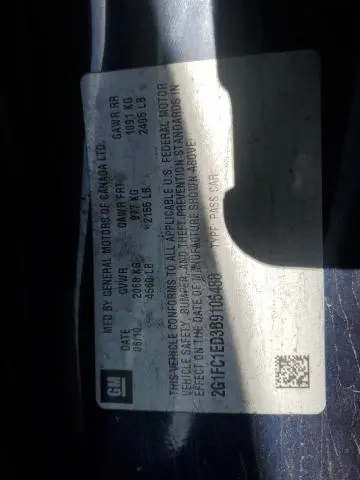 MFD BY GENERAL MOTORS OF CANADA LTD.
DATE GVWR GAWR FRT GAWR RR
06/10 2068 KG 977 KG 1091 KG
4560 LB 2155 LB 2405 LB
THIS VEHICLE CONFORMS TO ALL APPLICABLE U.S. FEDERAL MOTOR
VEHICLE SAFETY, BUMPER, AND THEFT PREVENTION STANDARDS IN
EFFECT ON THE DATE OF MANUFACTURE SHOWN ABOVE.
2G1FC1ED3B9106488 TYPE: PASS CAR
GM